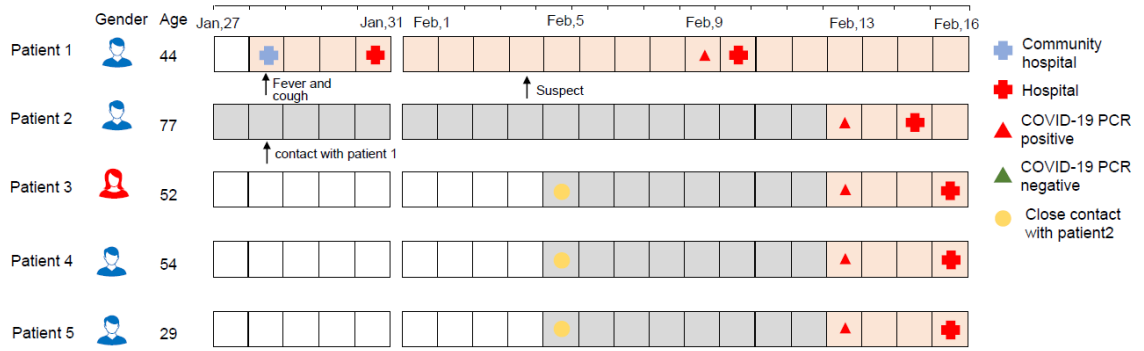 Gender Age Jan,27 Jan,31 Feb,1 Feb,5 Feb,9 Feb,13 Feb,16
Patient 1 44
Fever and
cough
Suspect
Patient 2 77
contact with patient 1
Patient 3 52
Patient 4 54
Patient 5 29
Community
hospital
Hospital
COVID-19 PCR
positive
COVID-19 PCR
negative
Close contact
with patient2